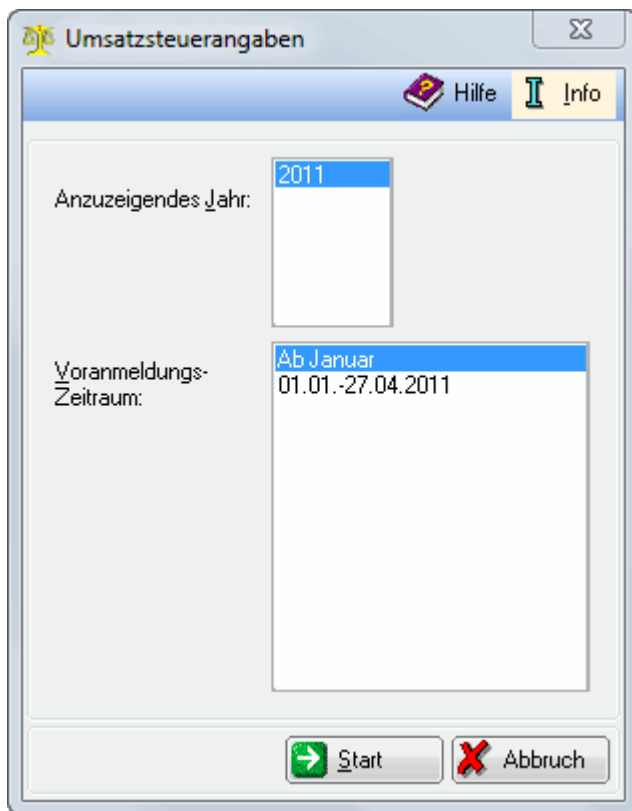 Umsatzsteuerangaben
Hilfe Info
2011
Anzuzeigendes Jahr:
Ab Januar
Voranmeldungs-
01.01.-27.04.2011
Zeitraum:
Start Abbruch